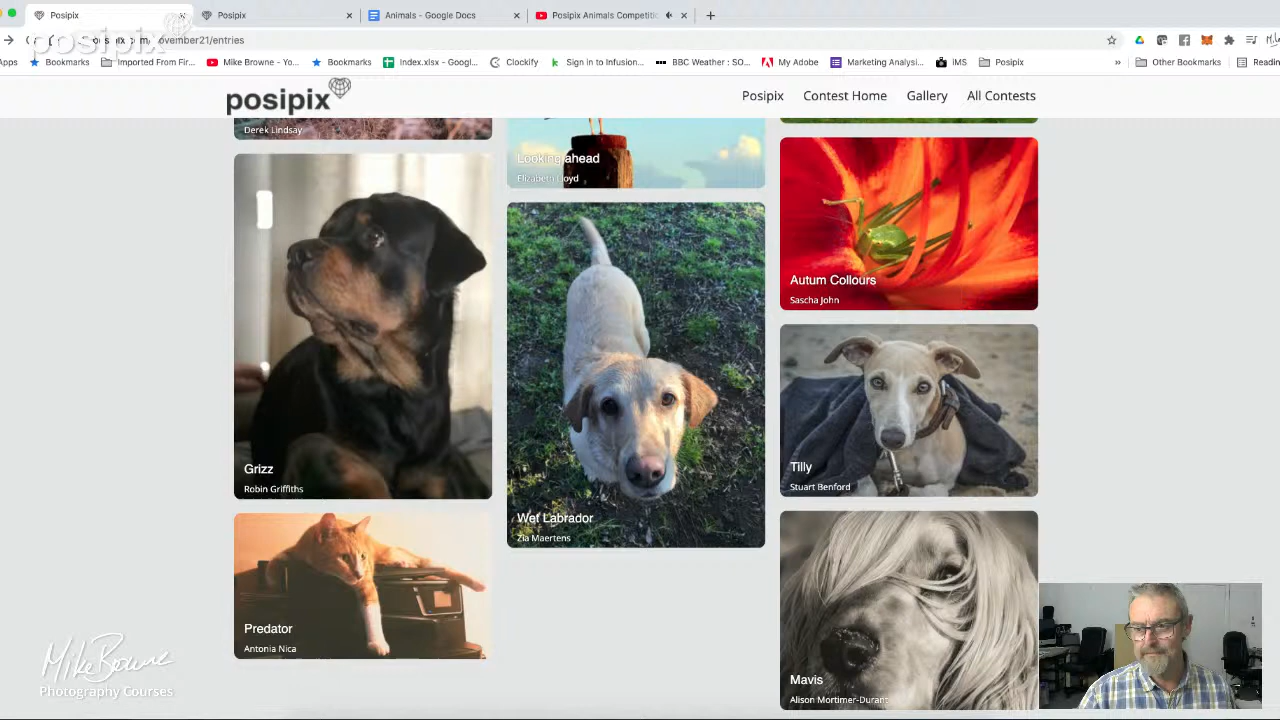 Posipix
Posipix
Animals - Google Docs
Posipix Animals Competitic
posipix
ovember21/entries
Apps
Bookmarks
Imported From Fir...
Mike Browne - Yo...
Bookmarks
Index.xlsx - Googl...
Clockify
Sign in to Infusion...
BBC Weather : SO...
My Adobe
Marketing Analysi...
iMS
Posipix
»
Other Bookmarks
Readin
posipix
Posipix
Contest Home
Gallery
All Contests
Derek Lindsay
Looking ahead
Elizabeth Lloyd
Autum Collours
Sascha John
Grizz
Robin Griffiths
Tilly
Stuart Benford
Wet Labrador
Zia Maertens
Predator
Antonia Nica
Mavis
Alison Mortimer-Durant
Mike Browne
Photography Courses